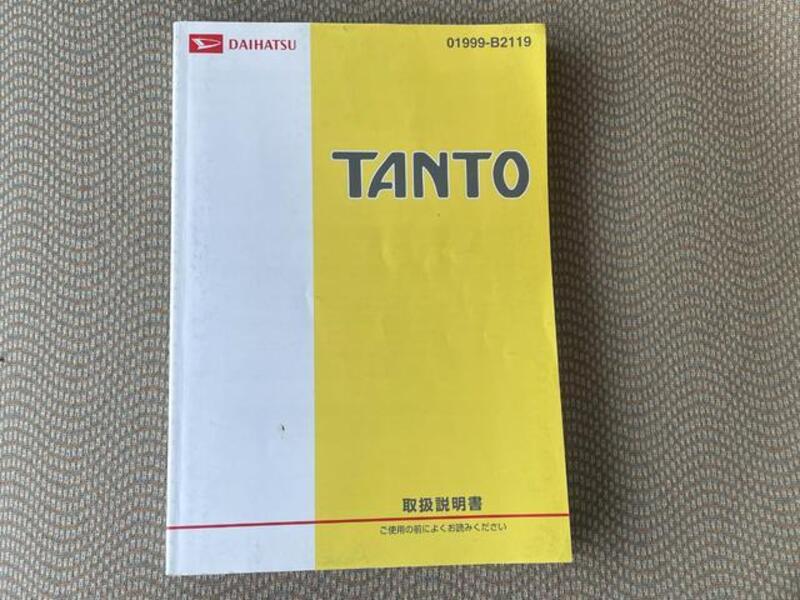 DAIHATSU 01999-B2119
TANTO
取扱説明書
ご使用の前によくお読みください